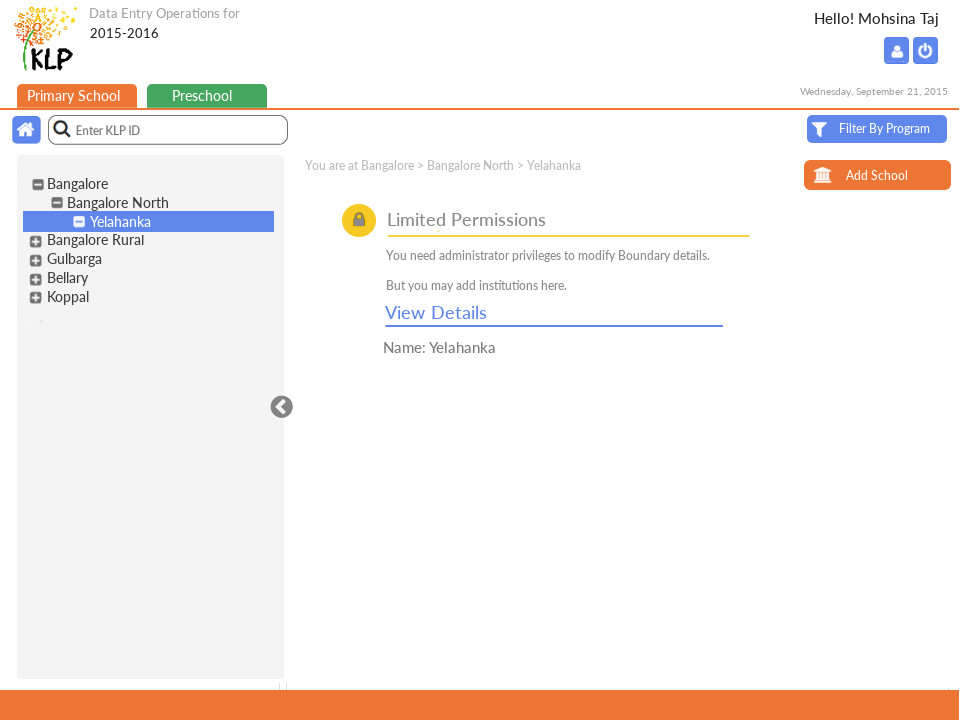 Data Entry Operations for
2015-2016
Hello! Mohsina Taj
KLP
Primary School
Preschool
Wednesday, September 21, 2015
Enter KLP ID
Filter By Program
You are at Bangalore > Bangalore North > Yelahanka
Add School
Bangalore
Bangalore North
Yelahanka
Bangalore Rural
Gulbarga
Bellary
Koppal
Limited Permissions
You need administrator privileges to modify Boundary details.
But you may add institutions here.
View Details
Name: Yelahanka